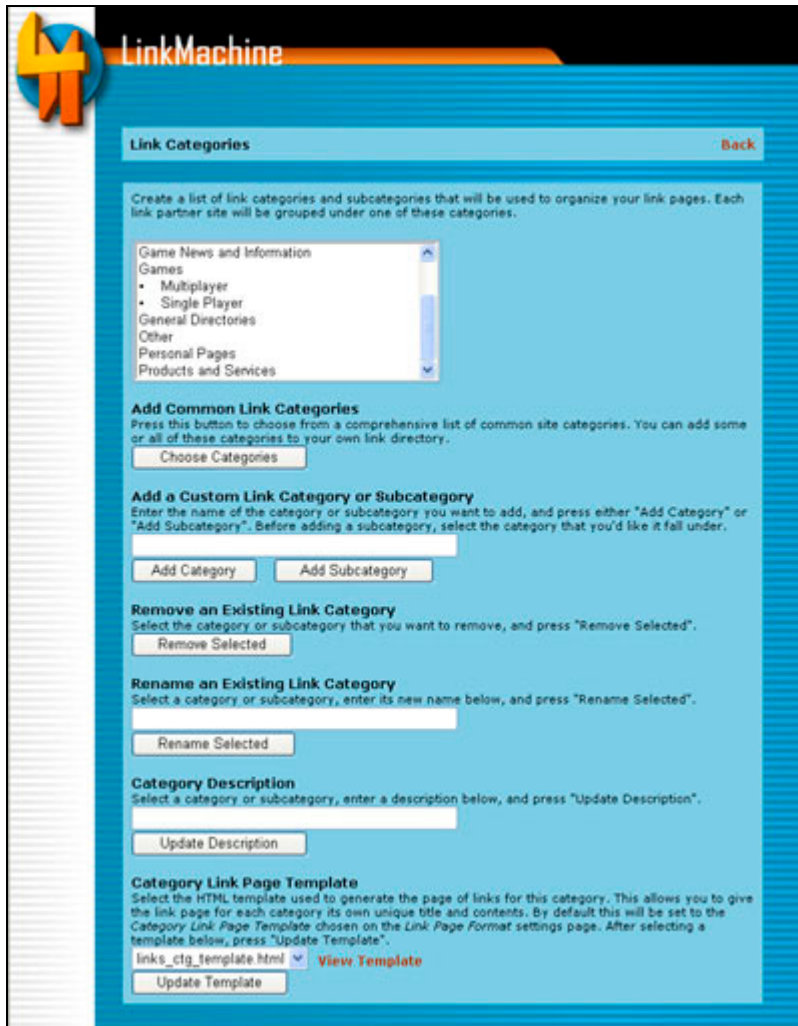 LinkMachine
Link Categories
Back
Create a list of link categories and subcategories that will be used to organize your link pages. Each
link partner site will be grouped under one of these categories.
Game News and Information
Games
• Multiplayer
• Single Player
General Directories
Other
Personal Pages
Products and Services
Add Common Link Categories
Press this button to choose from a comprehensive list of common site categories. You can add some
or all of these categories to your own link directory.
Choose Categories
Add a Custom Link Category or Subcategory
Enter the name of the category or subcategory you want to add, and press either "Add Category" or
"Add Subcategory". Before adding a subcategory, select the category that you'd like it fall under.
Add Category
Add Subcategory
Remove an Existing Link Category
Select the category or subcategory that you want to remove, and press "Remove Selected".
Remove Selected
Rename an Existing Link Category
Select a category or subcategory, enter its new name below, and press "Rename Selected".
Rename Selected
Category Description
Select a category or subcategory, enter a description below, and press "Update Description".
Update Description
Category Link Page Template
Select the HTML template used to generate the page of links for this category. This allows you to give
the link page for each category its own unique title and contents. By default this will be set to the
Category Link Page Template chosen on the Link Page Format settings page. After selecting a
template below, press "Update Template".
links_ctg_template.html
View Template
Update Template